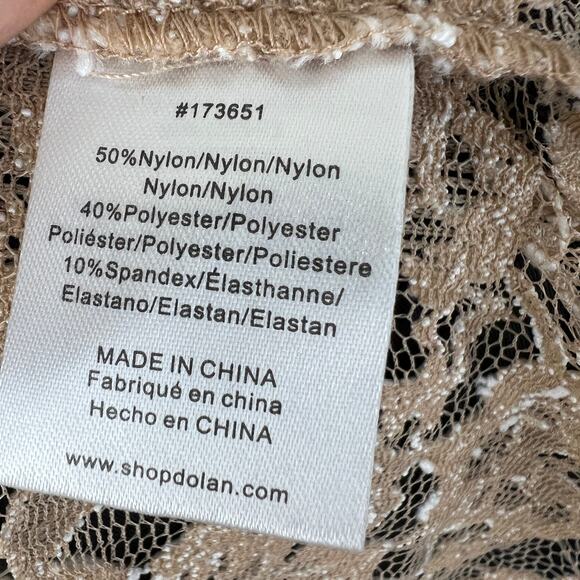 #173651
50%Nylon/Nylon/Nylon
Nylon/Nylon
40%Polyester/Polyester
Poliéster/Polyester/Poliestere
10%Spandex/Élasthanne/
Elastano/Elastan/Elastan
MADE IN CHINA
Fabriqué en china
Hecho en CHINA
www.shopdolan.com